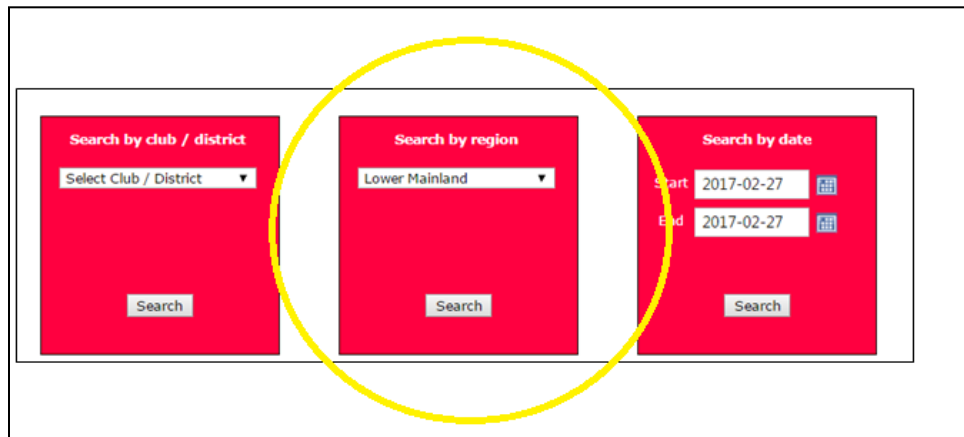 Search by club / district
Select Club / District
Search
Search by region
Lower Mainland
Search
Search by date
Start 2017-02-27
End 2017-02-27
Search